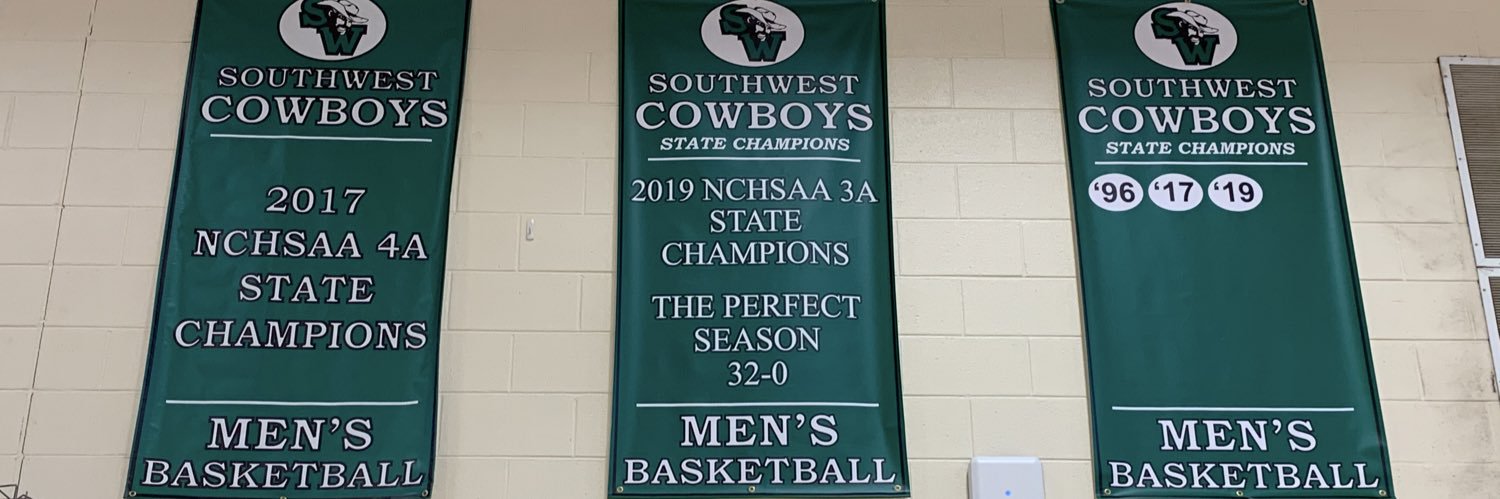 SW
SOUTHWEST
COWBOYS
2017
NCHSAA 4A
STATE
CHAMPIONS
MEN'S
BASKETBALL
SW
SOUTHWEST
COWBOYS
STATE CHAMPIONS
2019 NCHSAA 3A
STATE
CHAMPIONS
THE PERFECT
SEASON
32-0
MEN'S
BASKETBALL
SW
SOUTHWEST
COWBOYS
STATE CHAMPIONS
‘96 ‘17 ‘19
MEN'S
BASKETBALL